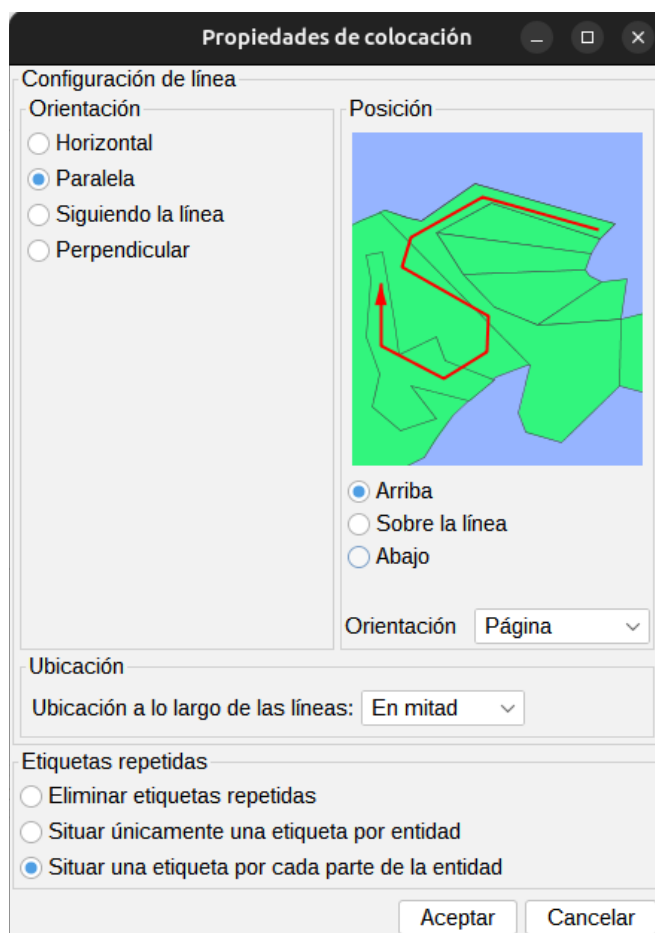 Propiedades de colocación
Configuración de línea
Orientación
Horizontal
Paralela
Siguiendo la línea
Perpendicular
Posición
Arriba
Sobre la línea
Abajo
Orientación Página
Ubicación
Ubicación a lo largo de las líneas: En mitad
Etiquetas repetidas
Eliminar etiquetas repetidas
Situar únicamente una etiqueta por entidad
Situar una etiqueta por cada parte de la entidad
Aceptar Cancelar